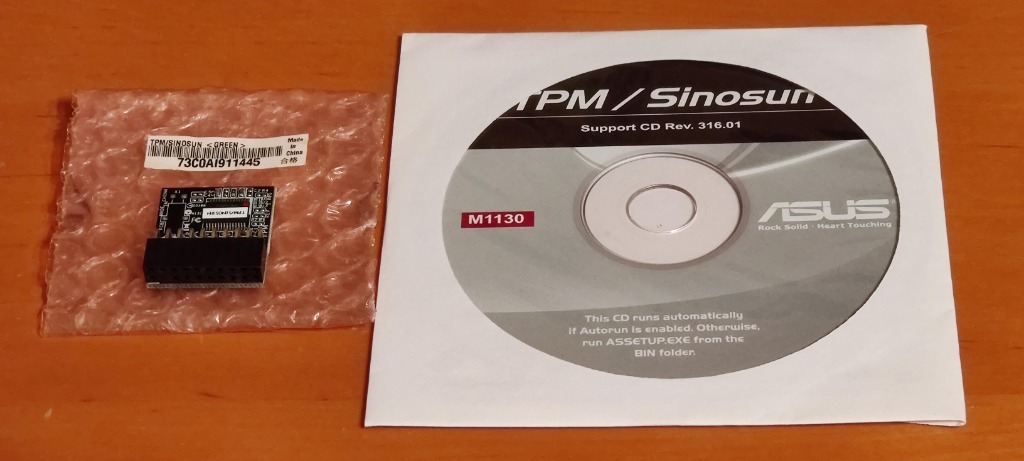 TPM/SINOSUN <GREEN>
Made
in
China
合格
73C0AI911445
TPM / Sinosun
Support CD Rev. 316.01
M1130
ASUS
Rock Solid · Heart Touching
This CD runs automatically
if Autorun is enabled. Otherwise,
run ASSETUP.EXE from the
BIN folder.